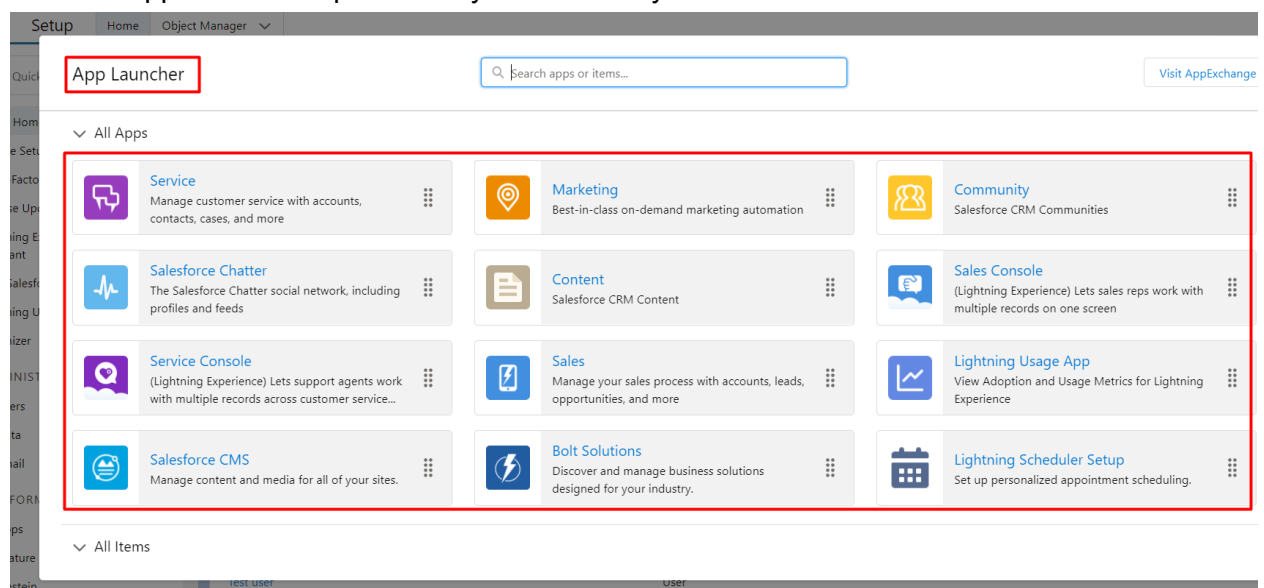 Setup Home Object Manager
Quick
App Launcher
Search apps or items...
Visit AppExchange
All Apps
Service
Manage customer service with accounts,
contacts, cases, and more
Marketing
Best-in-class on-demand marketing automation
Community
Salesforce CRM Communities
Salesforce Chatter
The Salesforce Chatter social network, including
profiles and feeds
Content
Salesforce CRM Content
Sales Console
(Lightning Experience) Lets sales reps work with
multiple records on one screen
Service Console
(Lightning Experience) Lets support agents work
with multiple records across customer service...
Sales
Manage your sales process with accounts, leads,
opportunities, and more
Lightning Usage App
View Adoption and Usage Metrics for Lightning
Experience
Salesforce CMS
Manage content and media for all of your sites.
Bolt Solutions
Discover and manage business solutions
designed for your industry.
Lightning Scheduler Setup
Set up personalized appointment scheduling.
All Items
Test user
User